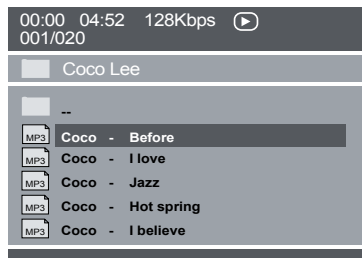 00:00 04:52 128Kbps
001/020
Coco Lee
--
MP3 Coco - Before
MP3 Coco - I love
MP3 Coco - Jazz
MP3 Coco - Hot spring
MP3 Coco - I believe